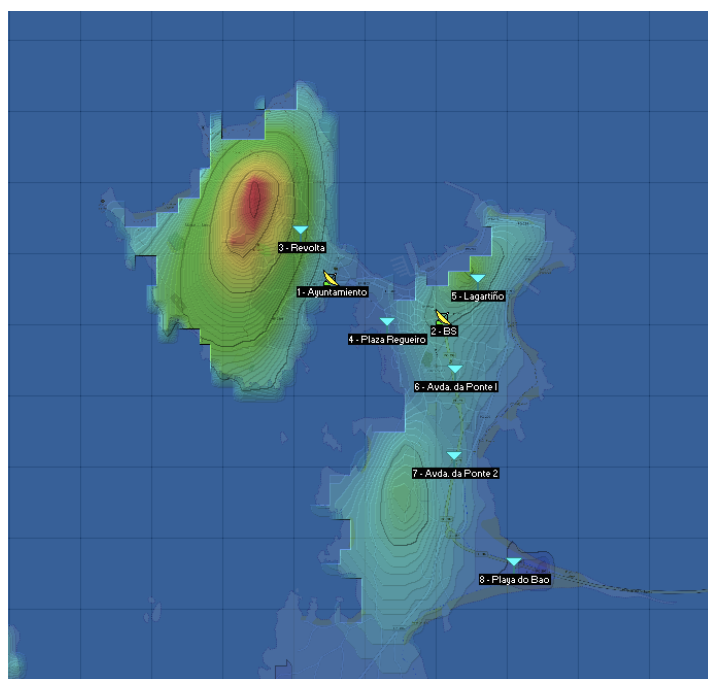 3 - Revolta
1 - Ayuntamiento
5 - Lagartiño
2 - BS
4 - Plaza Regueiro
6 - Avda. da Ponte I
7 - Avda. da Ponte 2
8 - Playa do Bao